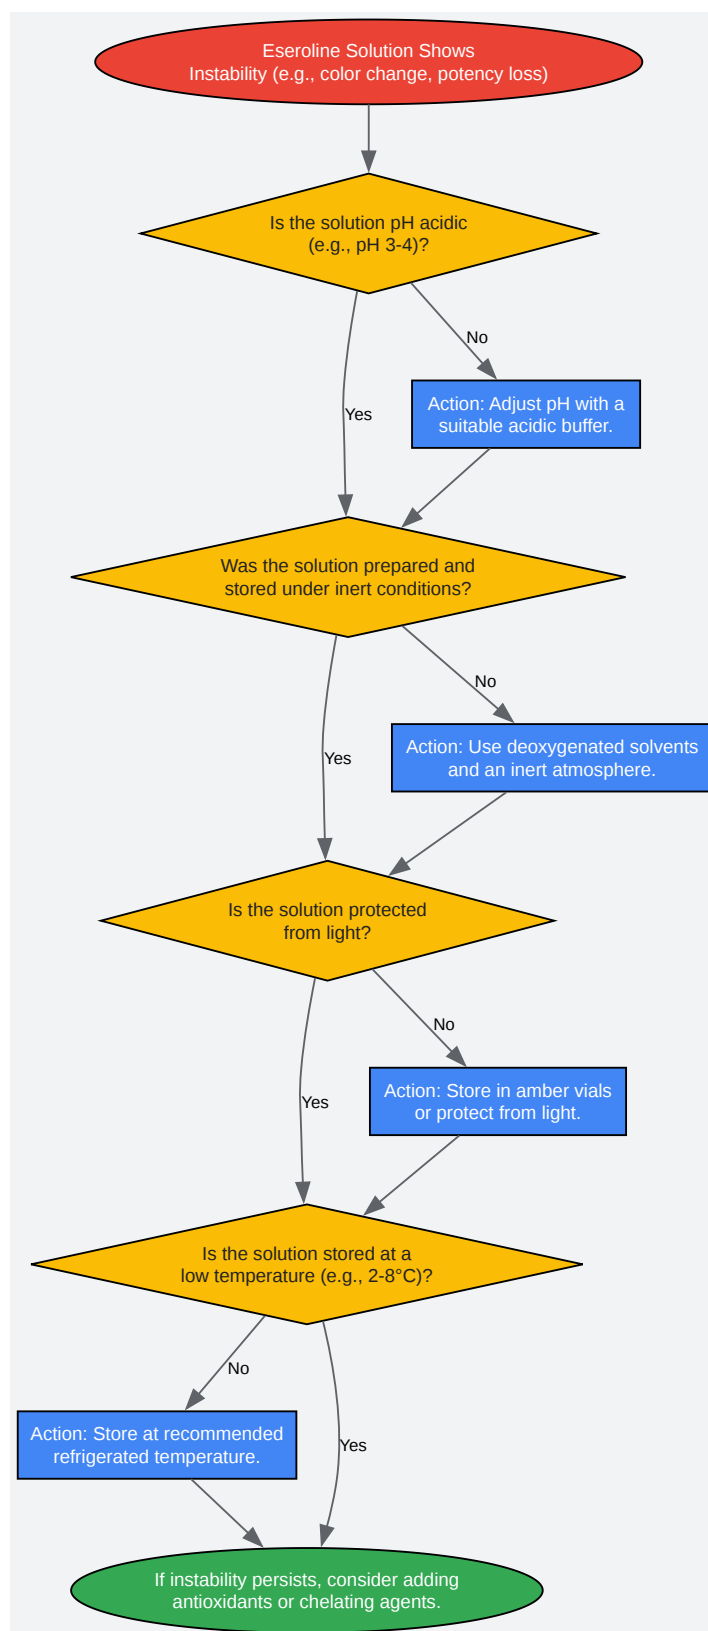 Eseroline Solution Shows
Instability (e.g., color change, potency loss)
Is the solution pH acidic
(e.g., pH 3-4)?
No
Action: Adjust pH with a
suitable acidic buffer.
Yes
Was the solution prepared and
stored under inert conditions?
No
Action: Use deoxygenated solvents
and an inert atmosphere.
Yes
Is the solution protected
from light?
No
Action: Store in amber vials
or protect from light.
Yes
Is the solution stored at a
low temperature (e.g., 2-8°C)?
No
Action: Store at recommended
refrigerated temperature.
Yes
If instability persists, consider adding
antioxidants or chelating agents.